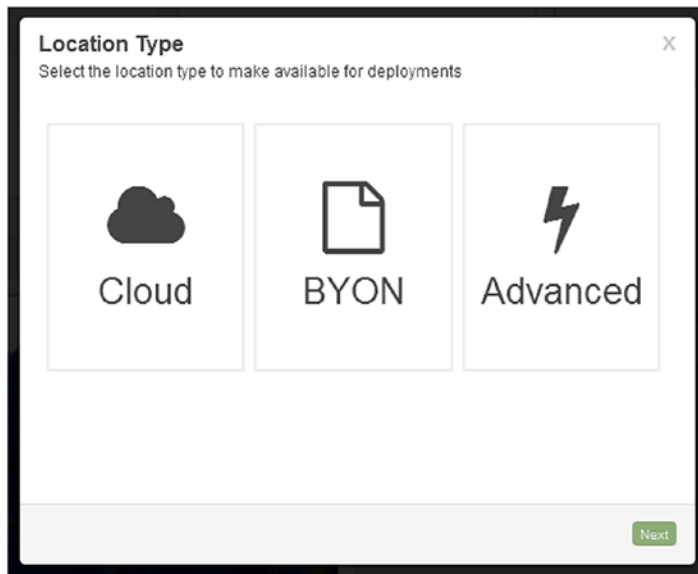 Location Type
X
Select the location type to make available for deployments
Cloud
BYON
Advanced
Next